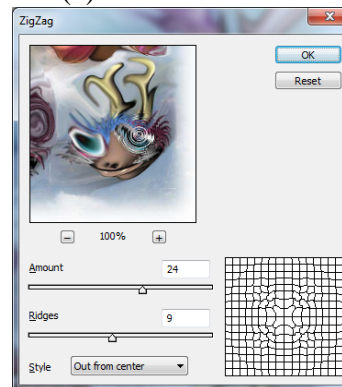 ZigZag
OK
Reset
100%
Amount 24
Ridges 9
Style Out from center